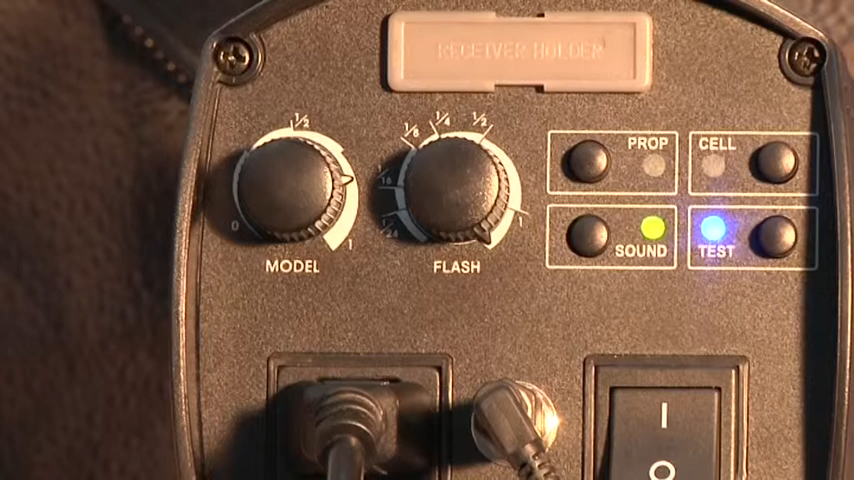 RECEIVER HOLDER
1/2
0
1
MODEL
1/8
1/4
1/2
1/16
1
FLASH
PROP
CELL
SOUND
TEST
I
O